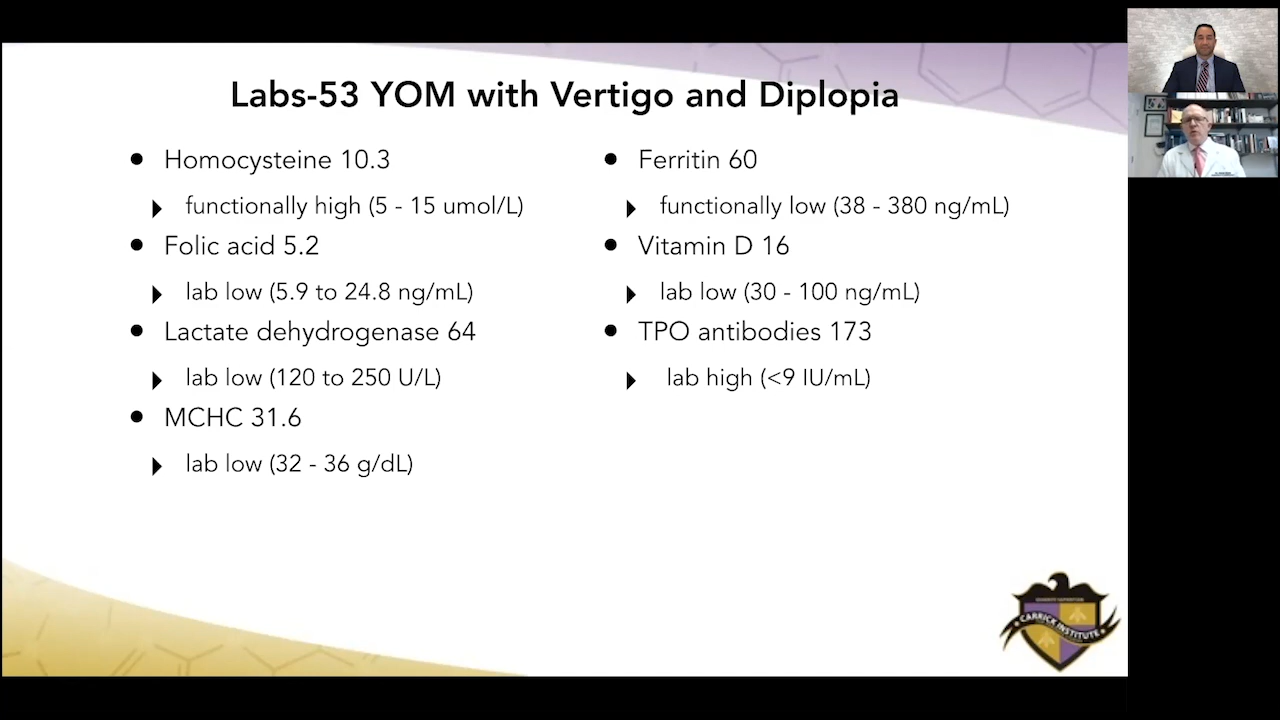 Labs-53 YOM with Vertigo and Diplopia
Homocysteine 10.3
functionally high (5 - 15 umol/L)
Folic acid 5.2
lab low (5.9 to 24.8 ng/mL)
Lactate dehydrogenase 64
lab low (120 to 250 U/L)
MCHC 31.6
lab low (32 - 36 g/dL)
Ferritin 60
functionally low (38 - 380 ng/mL)
Vitamin D 16
lab low (30 - 100 ng/mL)
TPO antibodies 173
lab high (<9 IU/mL)
CARRICK INSTITUTE